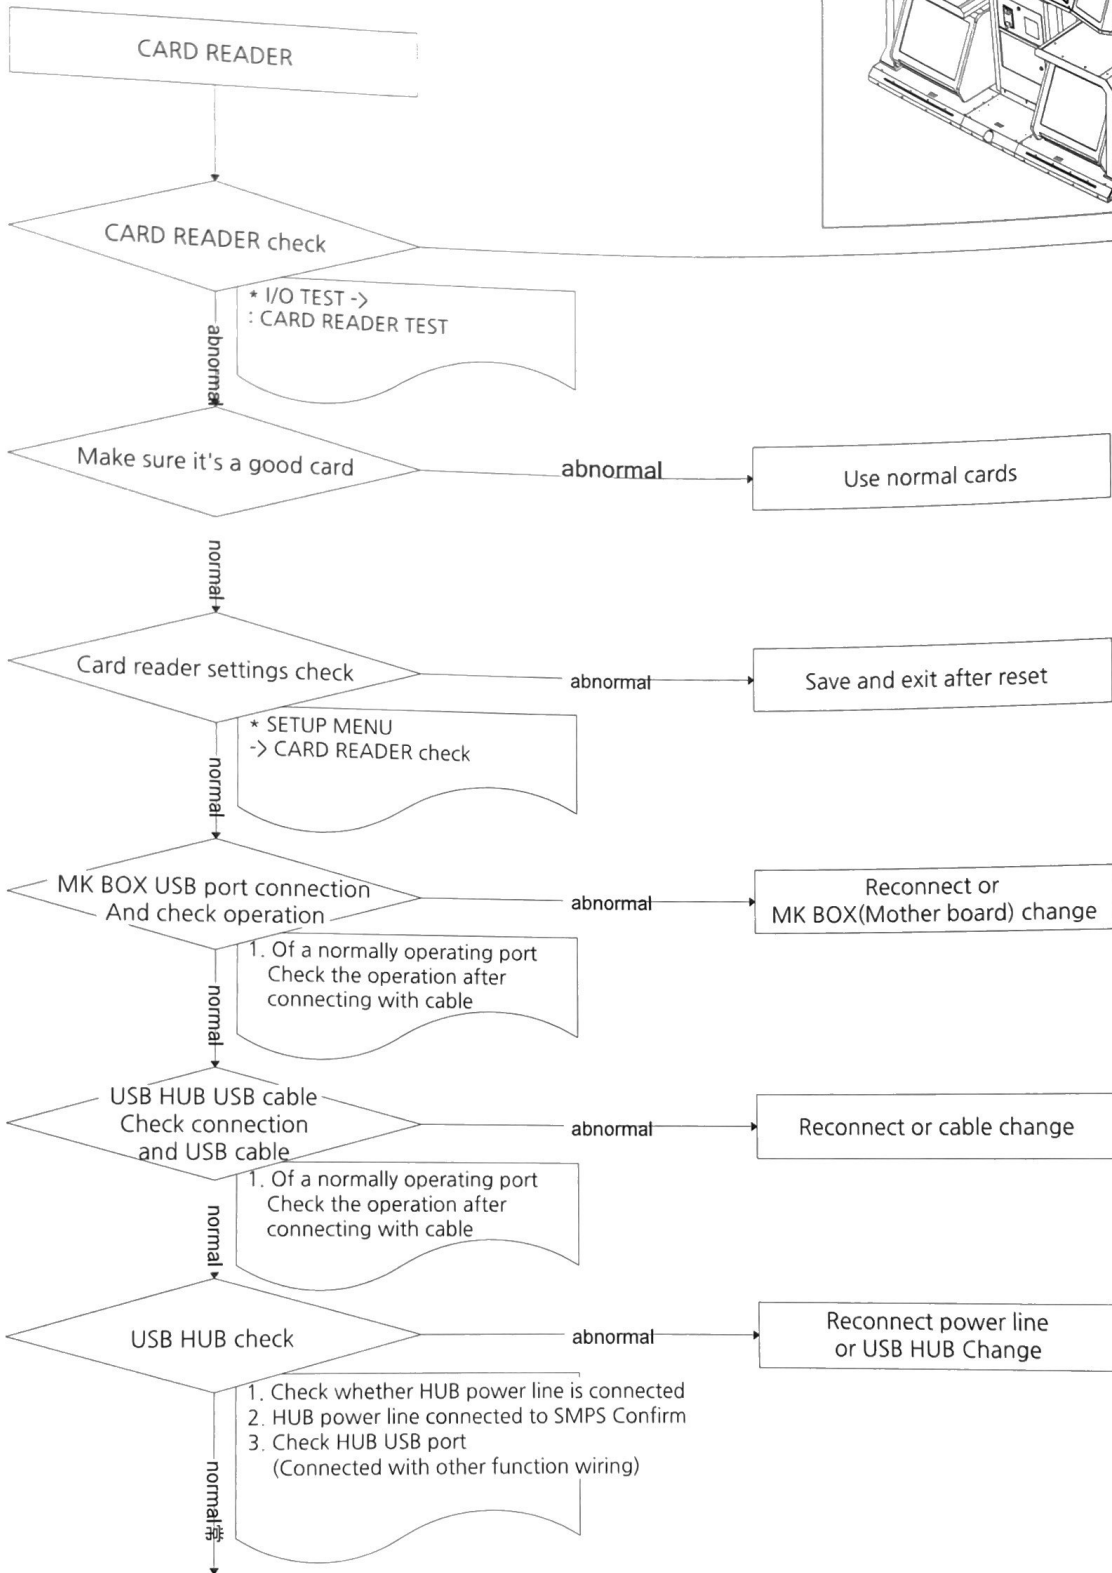 CARD READER
CARD READER check
* I/O TEST ->
: CARD READER TEST
abnormal
Make sure it's a good card
abnormal
Use normal cards
normal
Card reader settings check
abnormal
Save and exit after reset
* SETUP MENU
-> CARD READER check
normal
MK BOX USB port connection
And check operation
abnormal
Reconnect or
MK BOX(Mother board) change
1. Of a normally operating port
Check the operation after
connecting with cable
normal
USB HUB USB cable
Check connection
and USB cable
abnormal
Reconnect or cable change
1. Of a normally operating port
Check the operation after
connecting with cable
normal
USB HUB check
abnormal
Reconnect power line
or USB HUB Change
1. Check whether HUB power line is connected
2. HUB power line connected to SMPS Confirm
3. Check HUB USB port
(Connected with other function wiring)
normal常